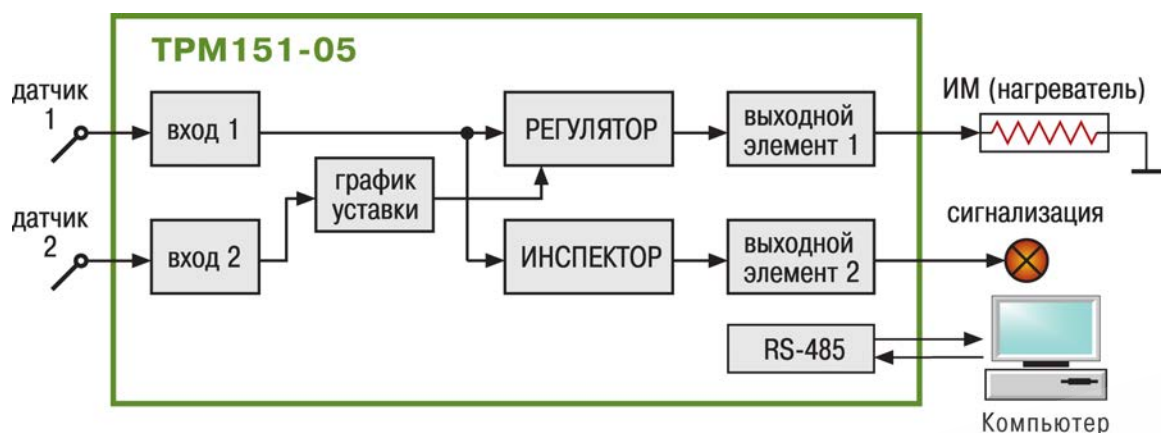 ТРМ151-05
датчик
1
вход 1
РЕГУЛЯТОР
выходной
элемент 1
ИМ (нагреватель)
график
уставки
датчик
2
вход 2
ИНСПЕКТОР
выходной
элемент 2
сигнализация
RS-485
Компьютер